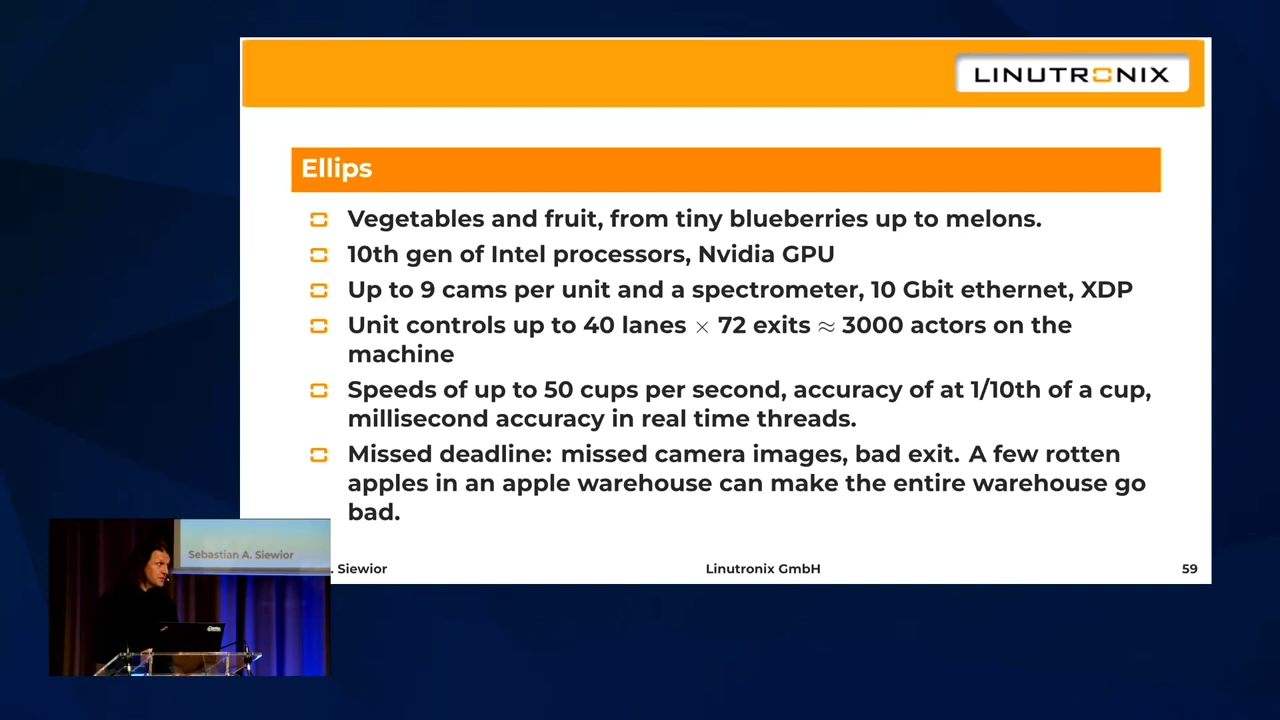 LINUTRONIX
Ellips
Vegetables and fruit, from tiny blueberries up to melons.
10th gen of Intel processors, Nvidia GPU
Up to 9 cams per unit and a spectrometer, 10 Gbit ethernet, XDP
Unit controls up to 40 lanes × 72 exits ≈ 3000 actors on the
machine
Speeds of up to 50 cups per second, accuracy of at 1/10th of a cup,
millisecond accuracy in real time threads.
Missed deadline: missed camera images, bad exit. A few rotten
apples in an apple warehouse can make the entire warehouse go
bad.
Sebastian A. Siewior
. Siewior
Linutronix GmbH
59